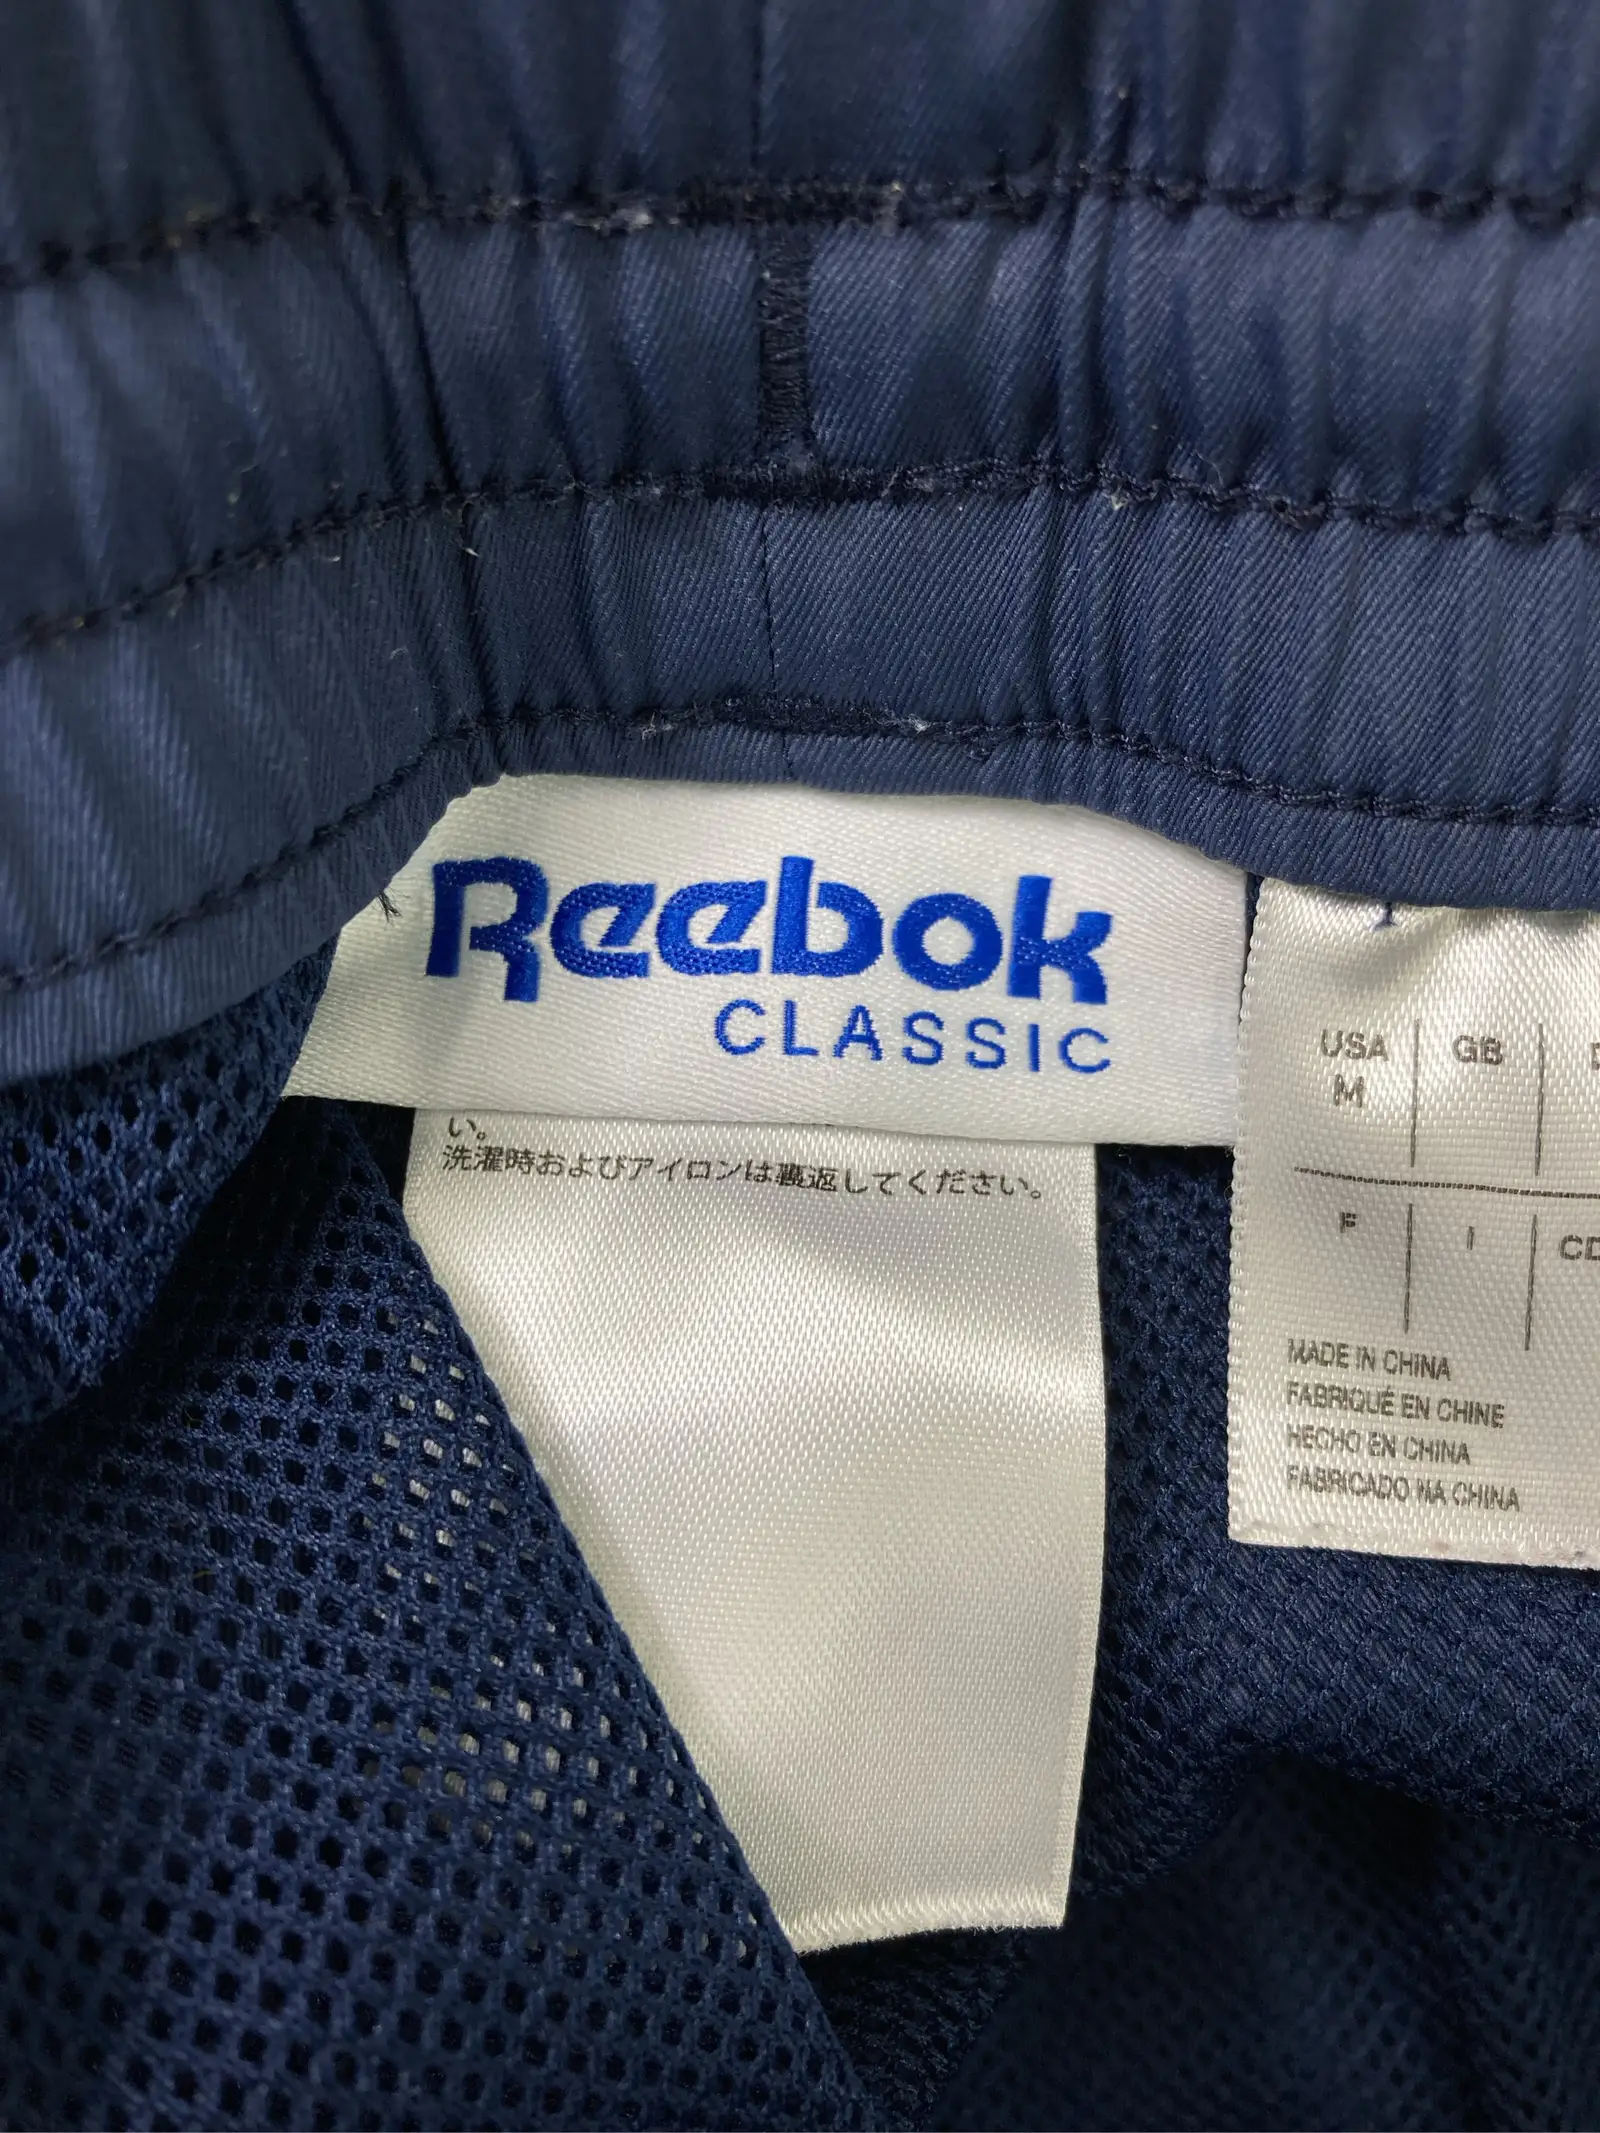 Reebok
CLASSIC
い。
洗濯時およびアイロンは裏返してください。
USA GB
M
F I
MADE IN CHINA
FABRIQUÉ EN CHINE
HECHO EN CHINA
FABRICADO NA CHINA